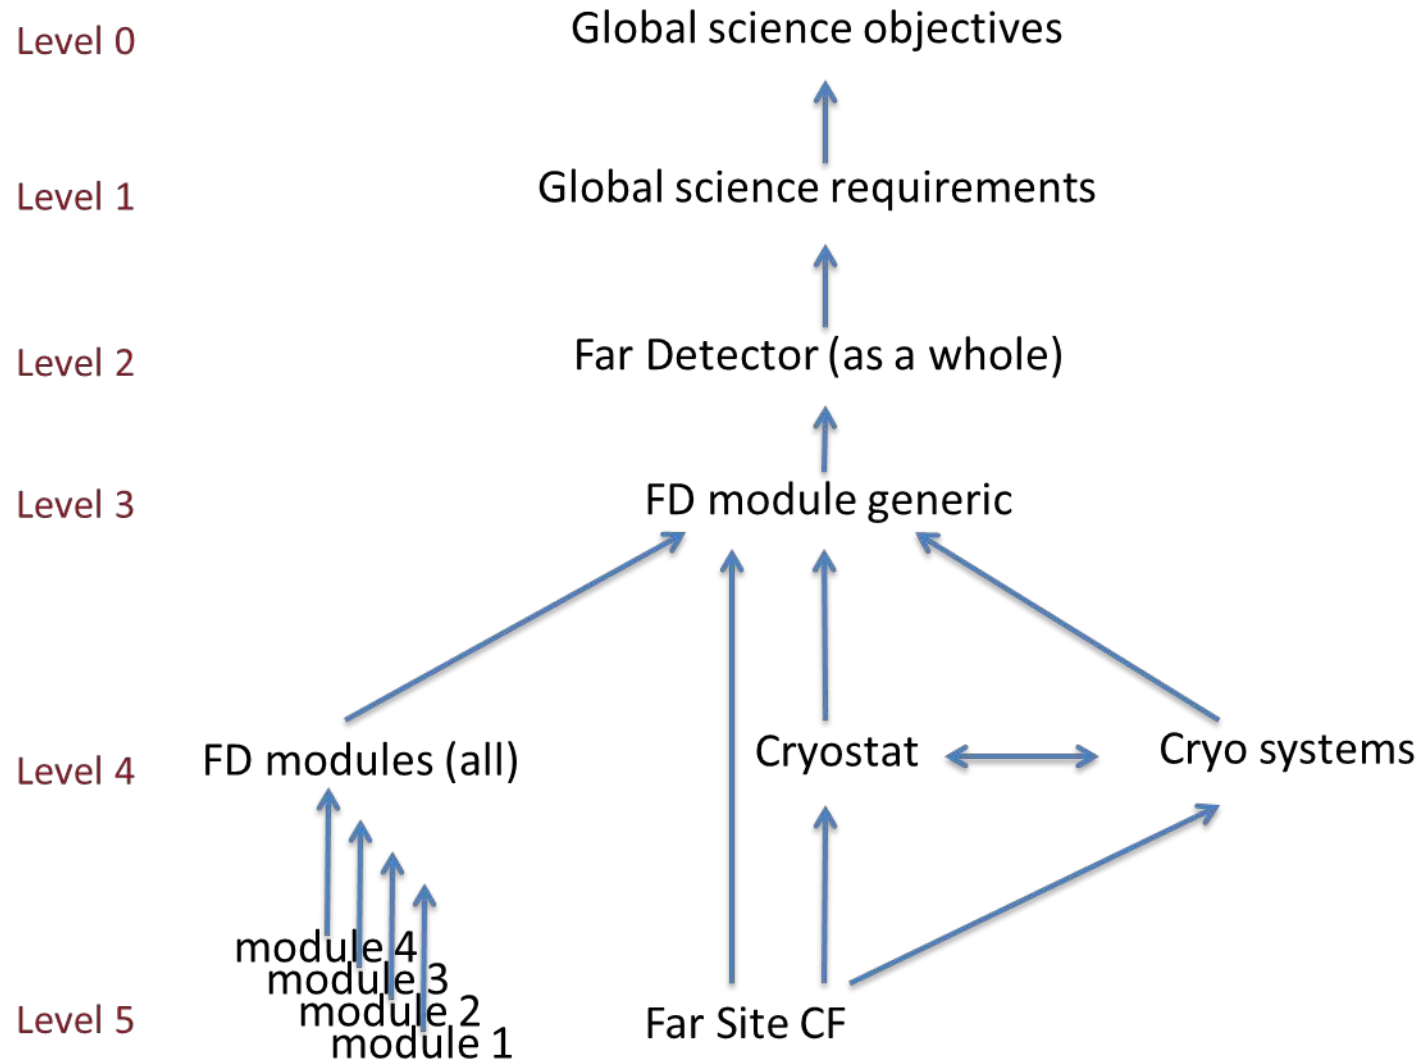 Level 0
Global science objectives
Level 1
Global science requirements
Level 2
Far Detector (as a whole)
Level 3
FD module generic
Level 4
FD modules (all)
Cryostat
Cryo systems
module 4
module 3
module 2
module 1
Level 5
Far Site CF